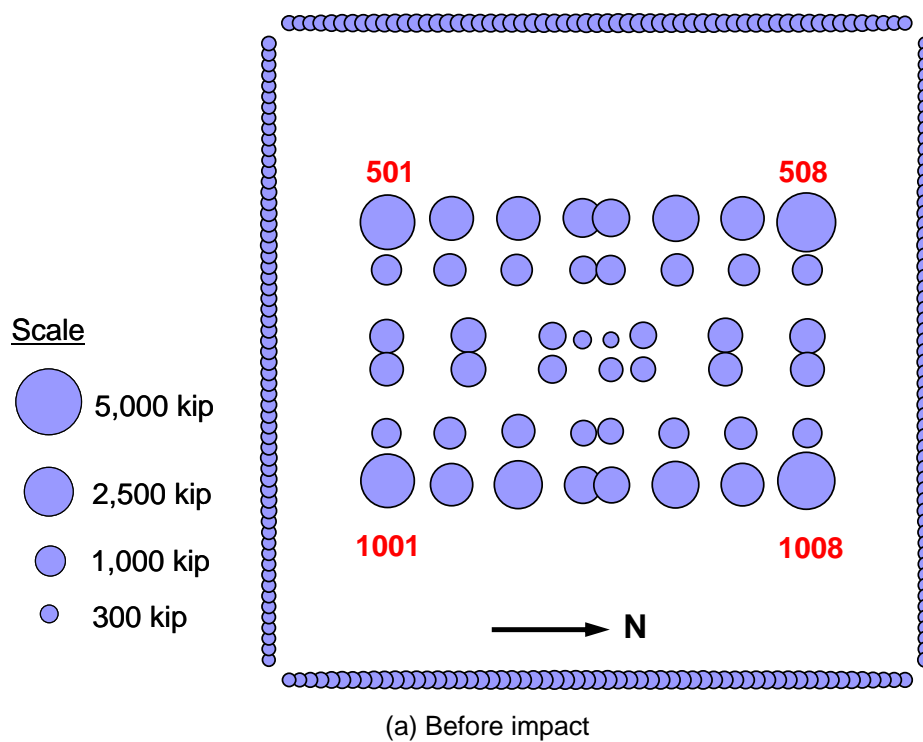 501
508
Scale
5,000 kip
2,500 kip
1,000 kip
300 kip
1001
1008
N
(a) Before impact